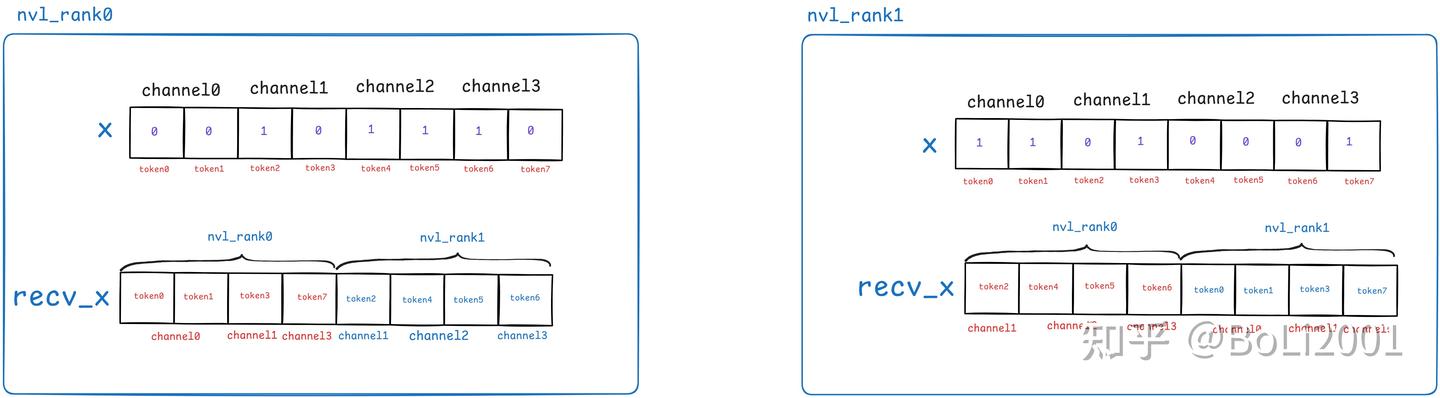 nvl_rank0
channel0 channel1 channel2 channel3
x 0 0 1 0 1 1 1 0
token0 token1 token2 token3 token4 token5 token6 token7
nvl_rank0 nvl_rank1
recv_x token0 token1 token3 token7 token2 token4 token5 token6
channel0 channel1 channel3 channel1 channel2 channel3
nvl_rank1
channel0 channel1 channel2 channel3
x 1 1 0 1 0 0 0 1
token0 token1 token2 token3 token4 token5 token6 token7
nvl_rank0 nvl_rank1
recv_x token2 token4 token5 token6 token0 token1 token3 token7
channel1 channel2 channel3 channel0 channel1
知乎 @BoLi2001